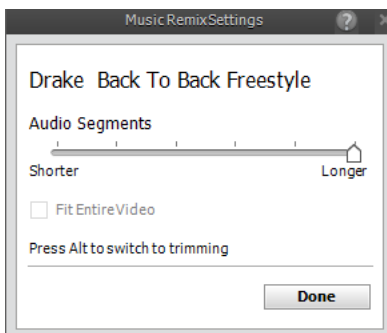 Music Remix Settings ?
Drake Back To Back Freestyle
Audio Segments
Shorter Longer
Fit Entire Video
Press Alt to switch to trimming
Done